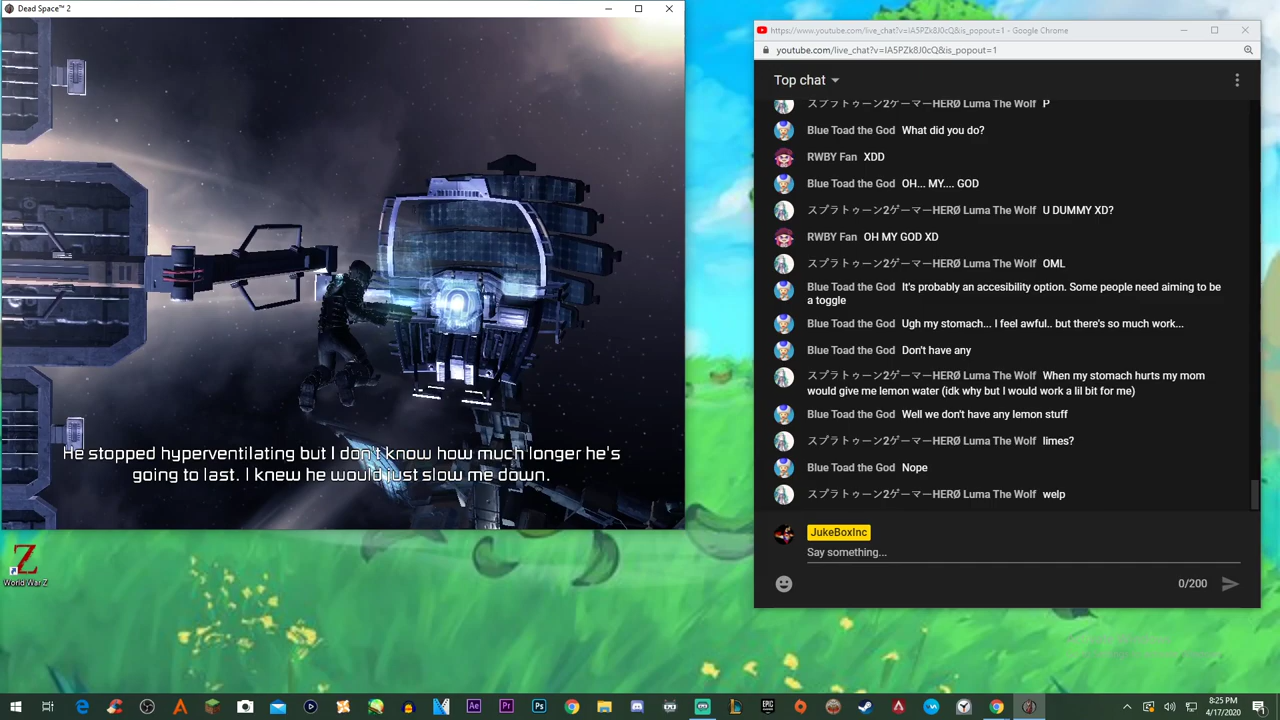 Dead Space™ 2
https://www.youtube.com/live_chat?v=IA5PZk8J0cQ&is_popout=1 - Google Chrome
youtube.com/live_chat?v=IA5PZk8J0cQ&is_popout=1
Top chat
スプラトゥーン2ゲーマーHERØ Luma The Wolf P
Blue Toad the God What did you do?
RWBY Fan XDD
Blue Toad the God OH... MY.... GOD
スプラトゥーン2ゲーマーHERØ Luma The Wolf U DUMMY XD?
RWBY Fan OH MY GOD XD
スプラトゥーン2ゲーマーHERØ Luma The Wolf OML
Blue Toad the God It's probably an accesibility option. Some people need aiming to be
a toggle
Blue Toad the God Ugh my stomach... I feel awful.. but there's so much work...
Blue Toad the God Don't have any
スプラトゥーン2ゲーマーHERØ Luma The Wolf When my stomach hurts my mom
would give me lemon water (idk why but I would work a lil bit for me)
Blue Toad the God Well we don't have any lemon stuff
スプラトゥーン2ゲーマーHERØ Luma The Wolf limes?
Blue Toad the God Nope
スプラトゥーン2ゲーマーHERØ Luma The Wolf welp
JukeBoxInc
Say something...
0/200
He stopped hyperventilating but I don't know how much longer he's
going to last. I knew he would just slow me down.
World War Z
8:25 PM
4/17/2020